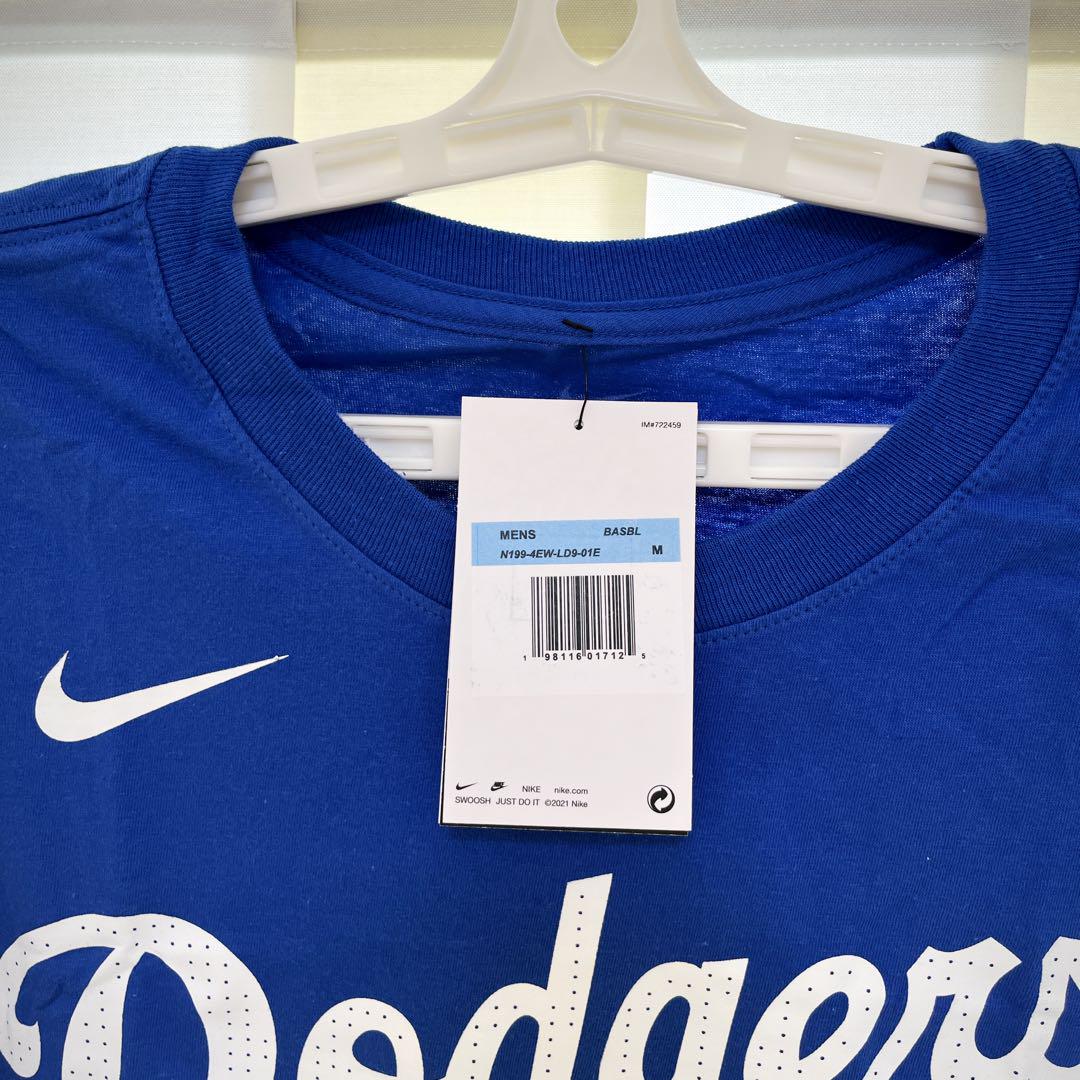 IM#722459
MENS BASBL
N199-4EW-LD9-01E M
1 98116 01712 5
NIKE nike.com
SWOOSH JUST DO IT ©2021 Nike
Dodgers